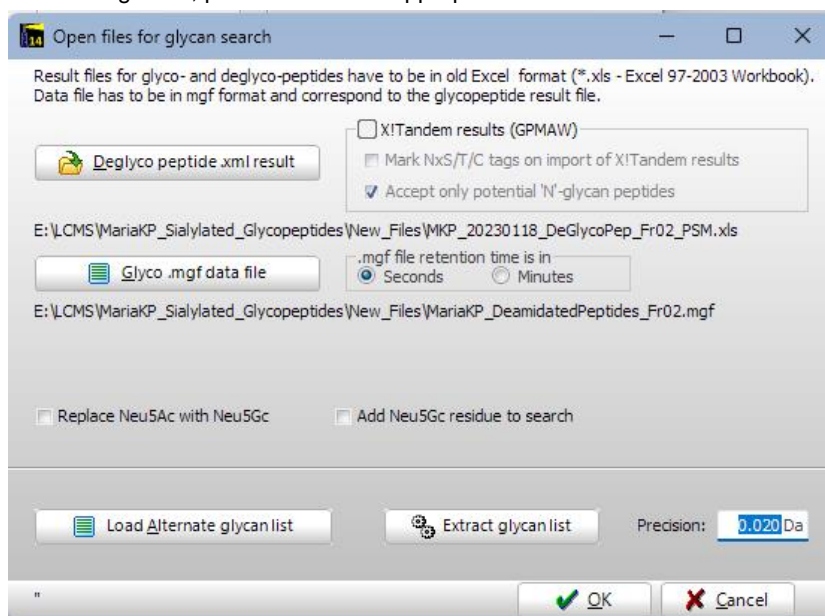 14 Open files for glycan search
Result files for glyco- and deglyco-peptides have to be in old Excel format (*.xls - Excel 97-2003 Workbook).
Data file has to be in mgf format and correspond to the glycopeptide result file.
X!Tandem results (GPMAW)
Deglyco peptide .xml result
Mark NxS/T/C tags on import of X!Tandem results
Accept only potential 'N'-glycan peptides
E:\LCMS\MariaKP_Sialylated_Glycopeptides\New_Files\MKP_20230118_DeGlycoPep_Fr02_PSM.xls
.mgf file retention time is in
Glyco .mgf data file
Seconds Minutes
E:\LCMS\MariaKP_Sialylated_Glycopeptides\New_Files\MariaKP_DeamidatedPeptides_Fr02.mgf
Replace Neu5Ac with Neu5Gc Add Neu5Gc residue to search
Load Alternate glycan list Extract glycan list Precision: 0.020 Da
"
OK Cancel